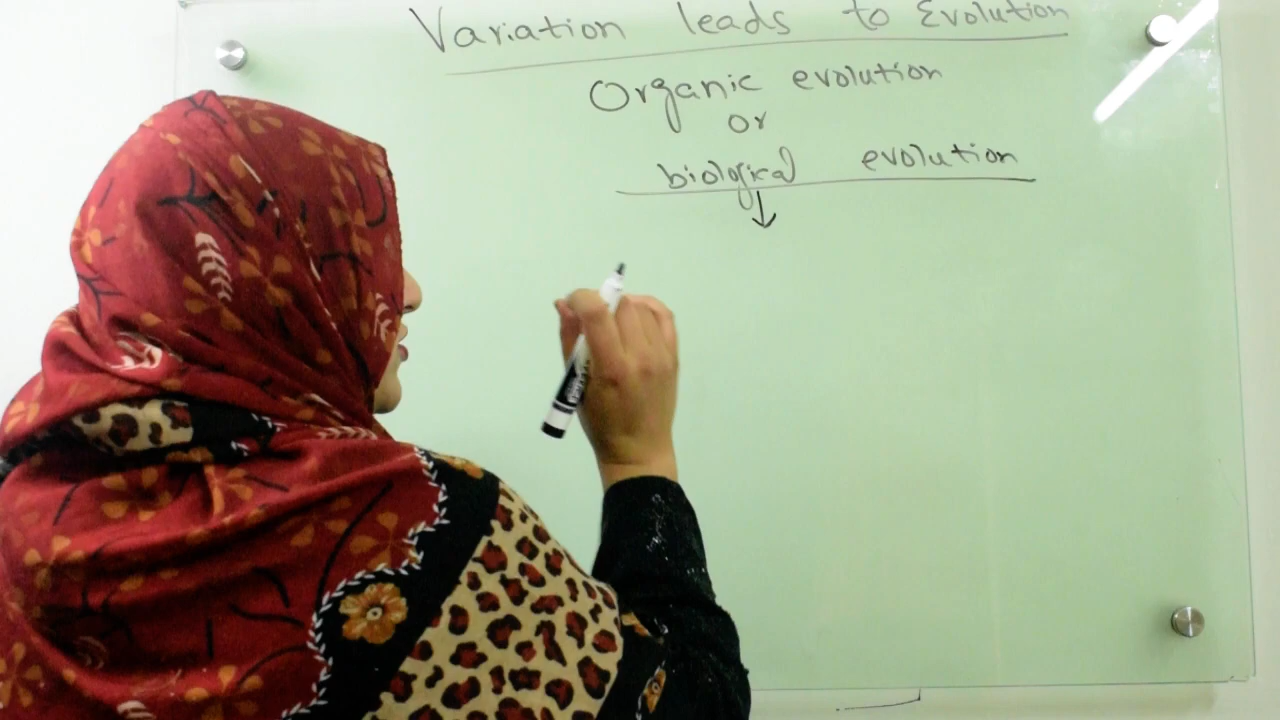 Variation leads to Evolution
Organic evolution
or
biological evolution